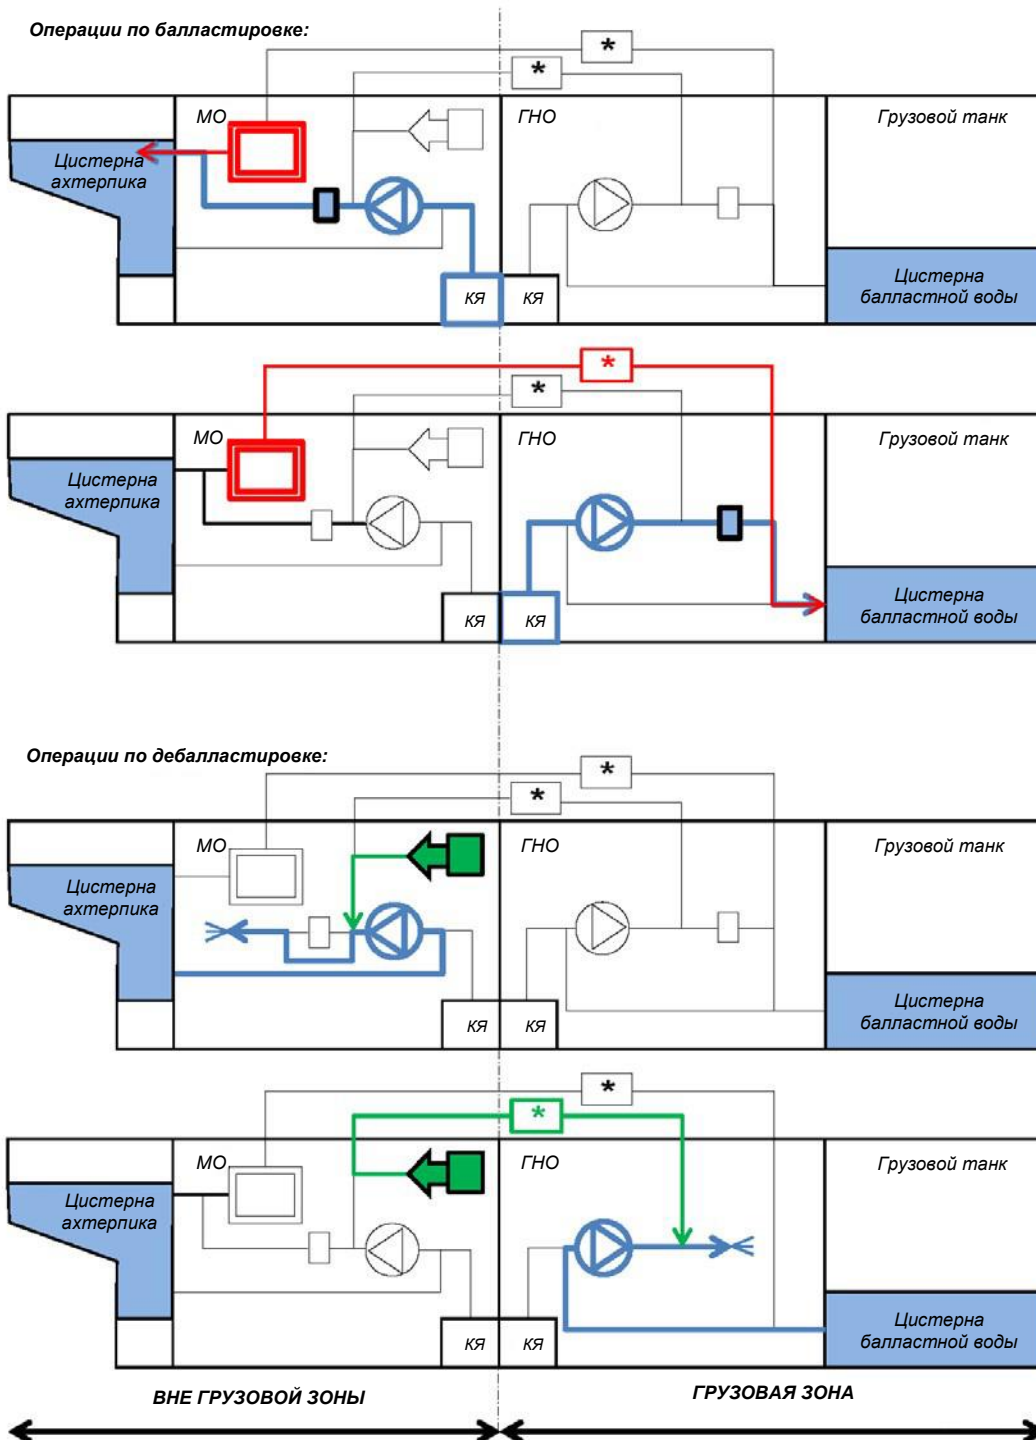 Операции по балластировке:
*
*
МО
ГНО
Грузовой танк
Цистерна
ахтерпика
КЯ
КЯ
Цистерна
балластной воды
*
*
МО
ГНО
Грузовой танк
Цистерна
ахтерпика
КЯ
КЯ
Цистерна
балластной воды
Операции по дебалластировке:
*
*
МО
ГНО
Грузовой танк
Цистерна
ахтерпика
КЯ
КЯ
Цистерна
балластной воды
*
*
МО
ГНО
Грузовой танк
Цистерна
ахтерпика
КЯ
КЯ
Цистерна
балластной воды
ВНЕ ГРУЗОВОЙ ЗОНЫ
ГРУЗОВАЯ ЗОНА